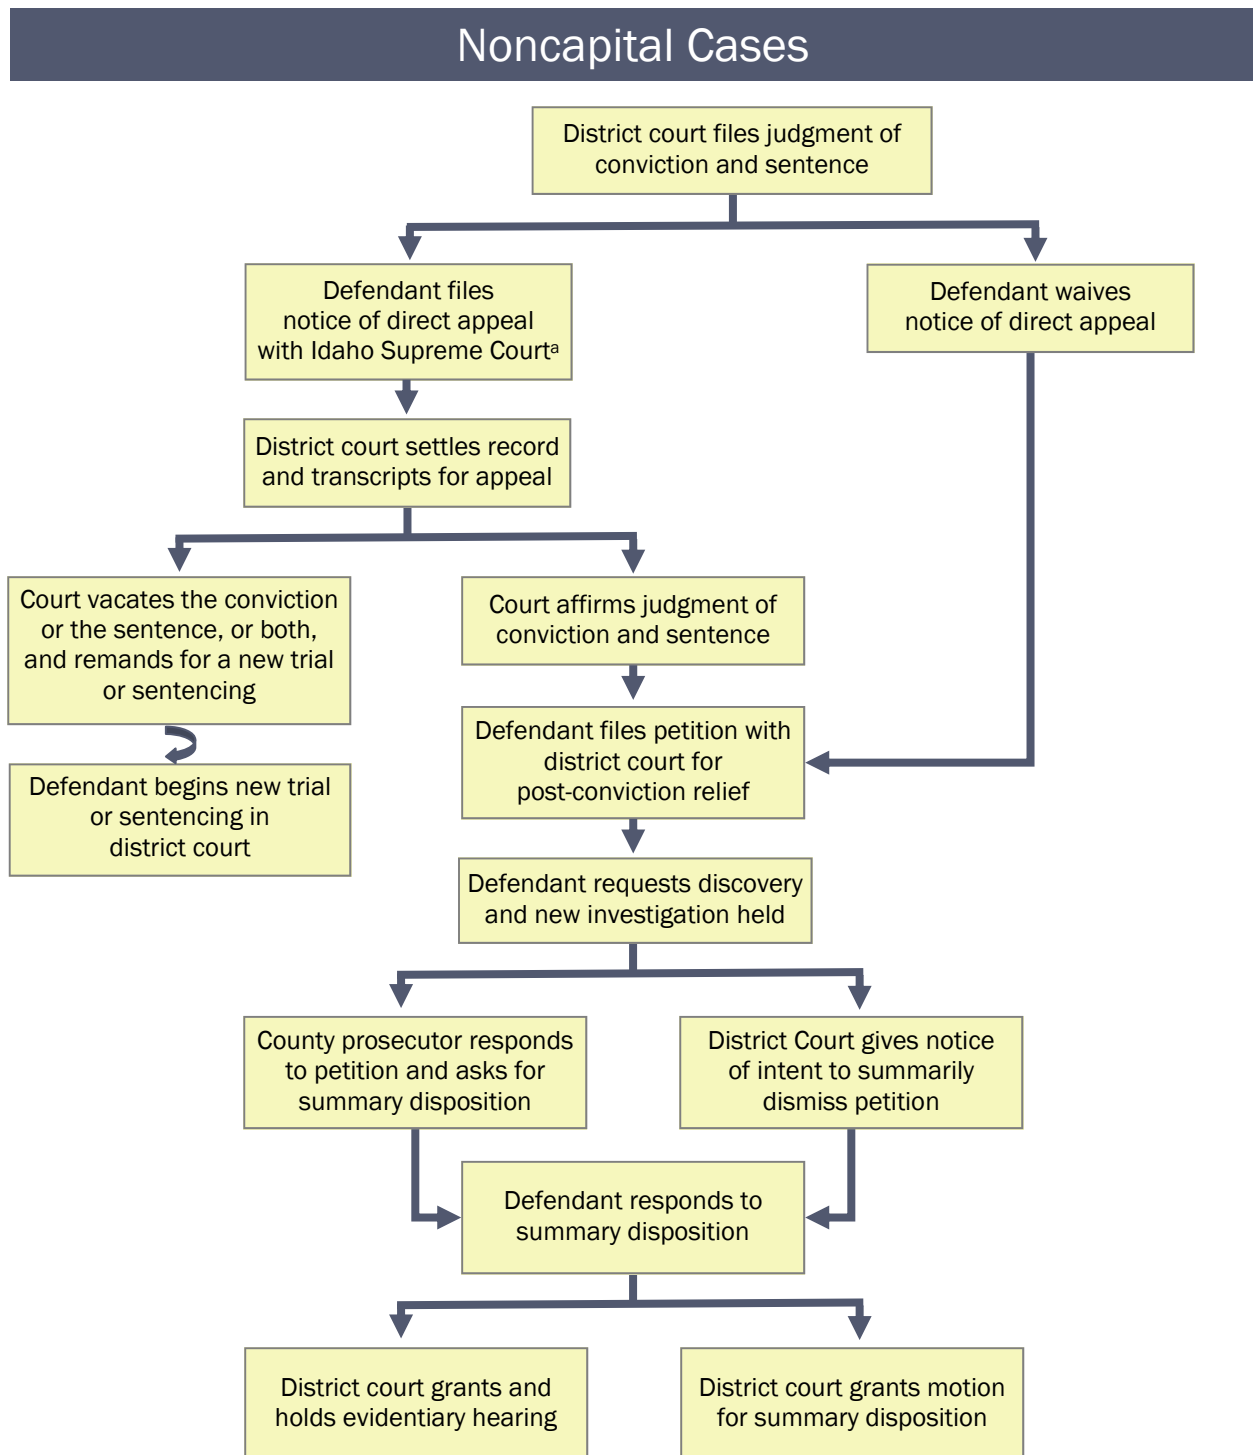 Noncapital Cases
District court files judgment of
conviction and sentence
Defendant files
notice of direct appeal
with Idaho Supreme Courtᵃ
Defendant waives
notice of direct appeal
District court settles record
and transcripts for appeal
Court vacates the conviction
or the sentence, or both,
and remands for a new trial
or sentencing
Court affirms judgment of
conviction and sentence
Defendant files petition with
district court for
post-conviction relief
Defendant begins new trial
or sentencing in
district court
Defendant requests discovery
and new investigation held
County prosecutor responds
to petition and asks for
summary disposition
District Court gives notice
of intent to summarily
dismiss petition
Defendant responds to
summary disposition
District court grants and
holds evidentiary hearing
District court grants motion
for summary disposition